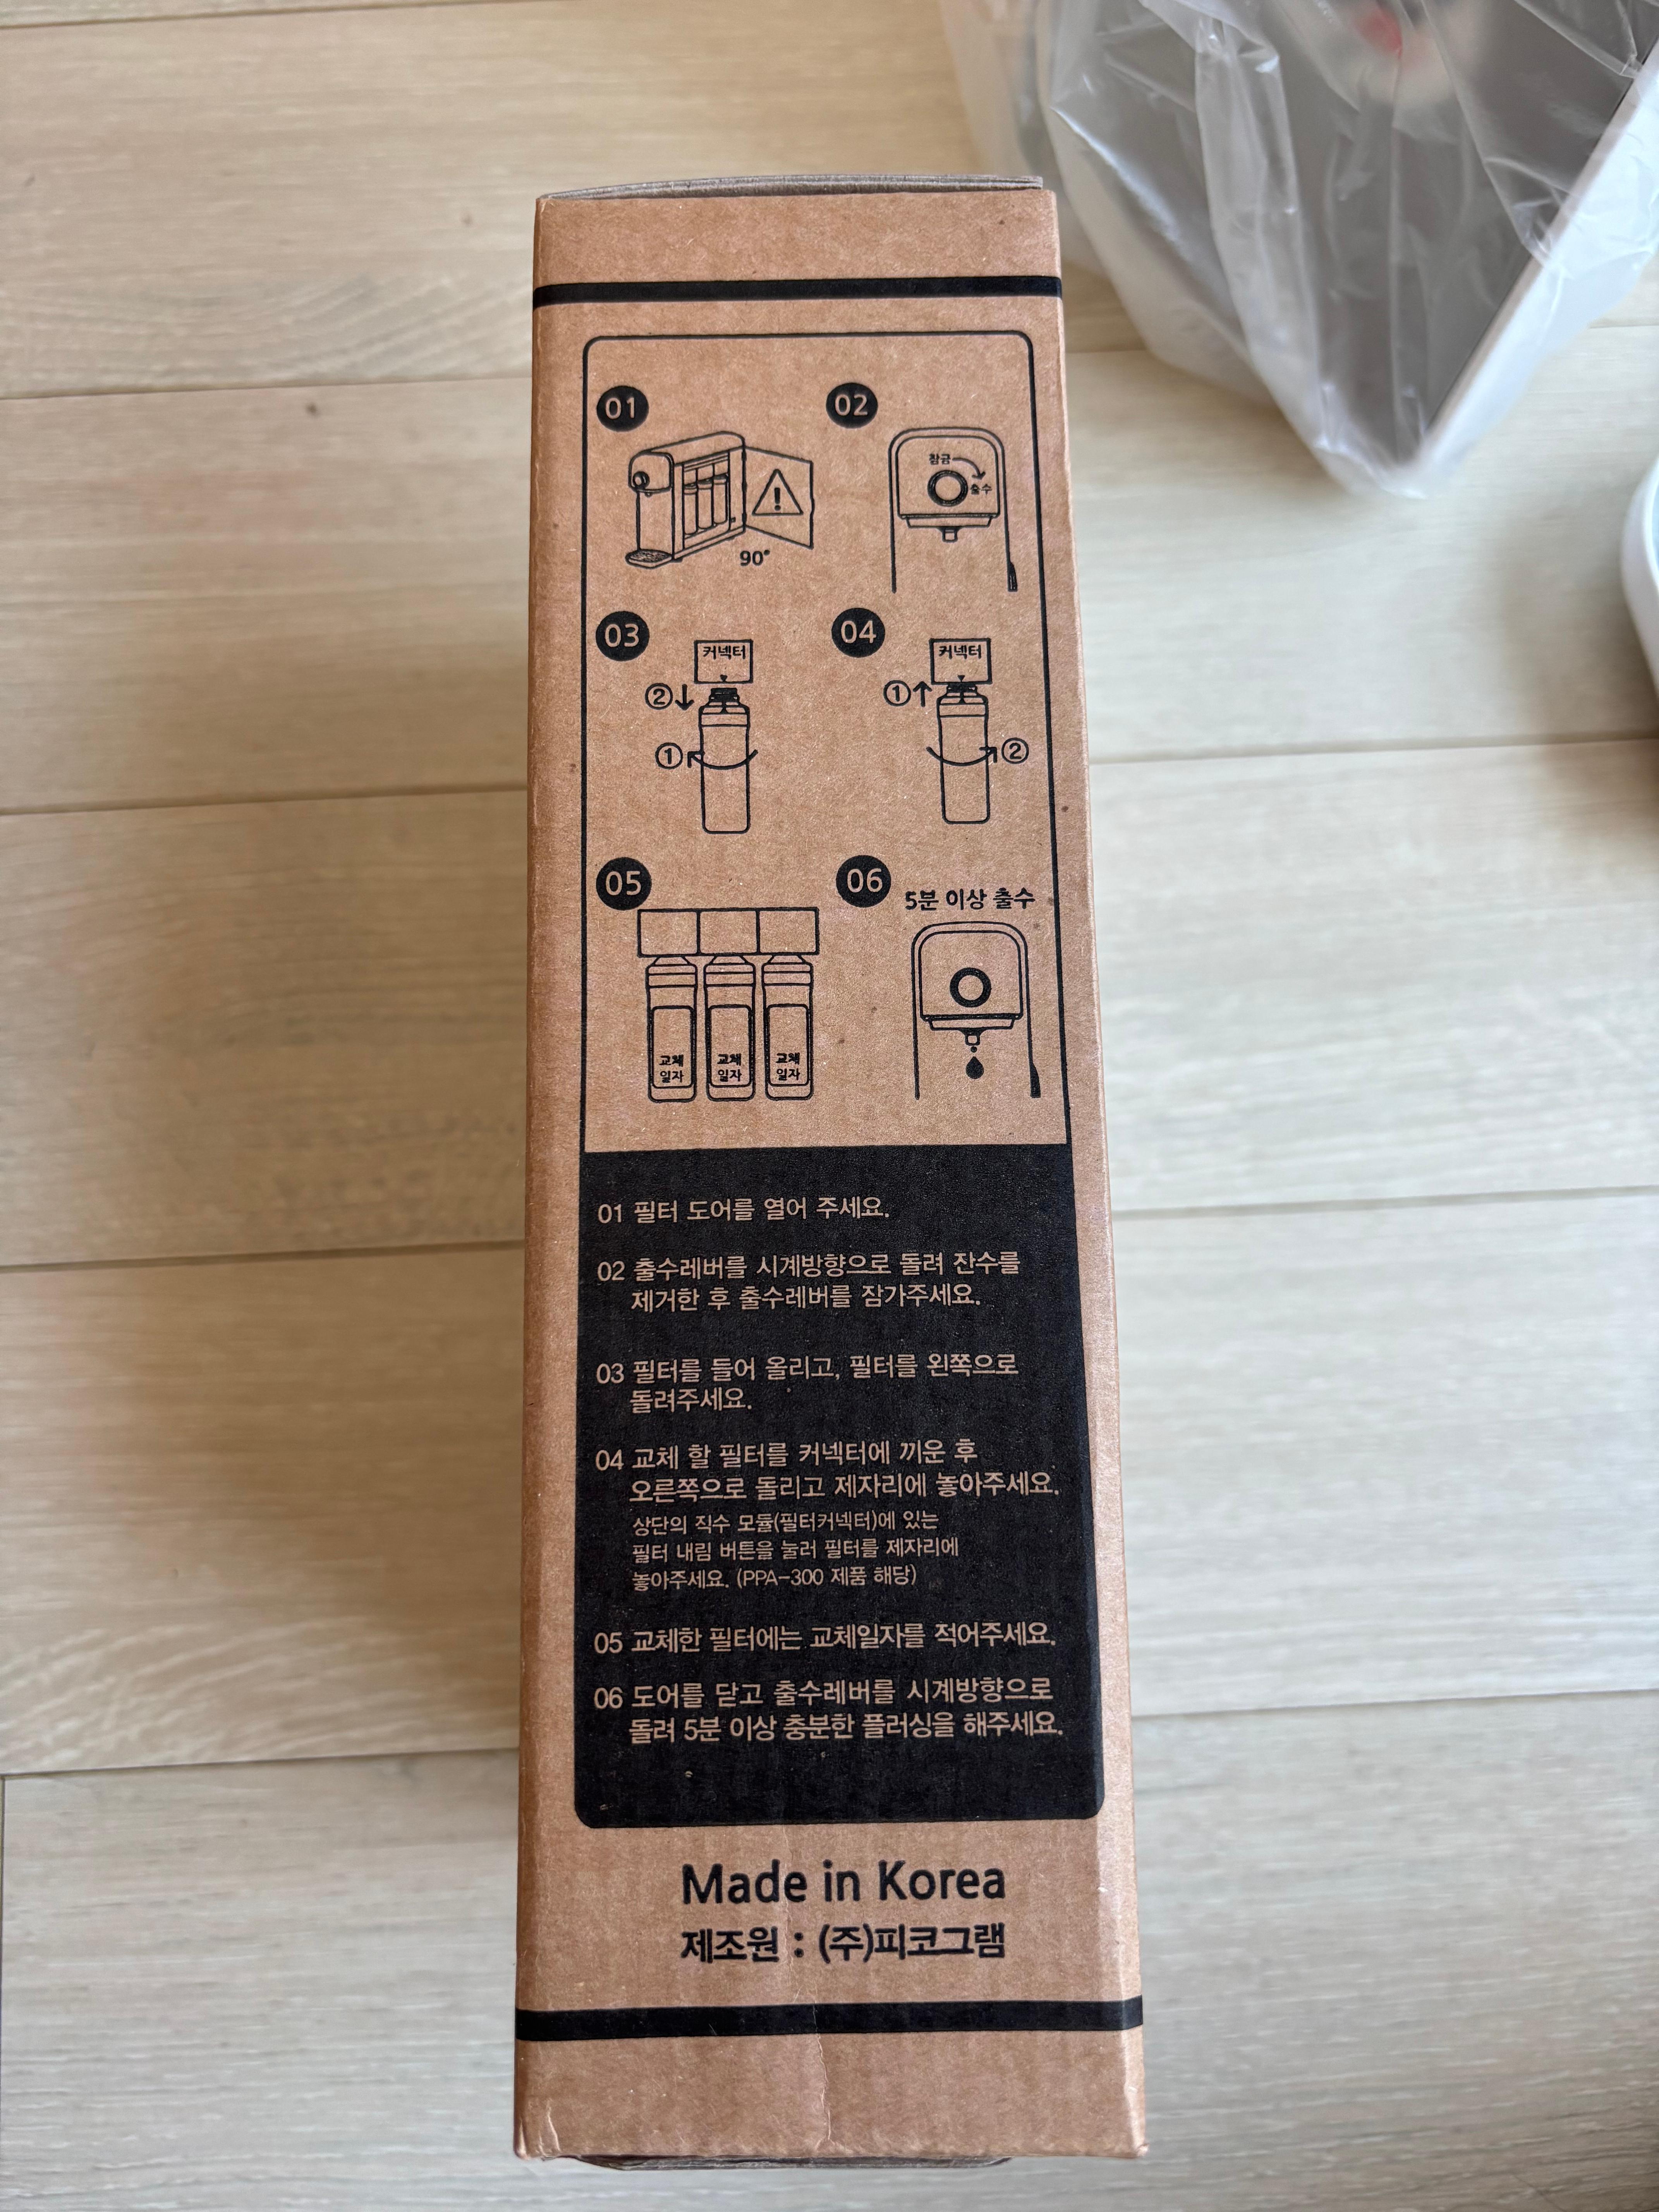 01
02
90°
참금
출수
03
04
커넥터
②
①
커넥터
①
②
05
06
5분 이상 출수
교체
일자
교체
일자
교체
일자
01 필터 도어를 열어 주세요.
02 출수레버를 시계방향으로 돌려 잔수를
제거한 후 출수레버를 잠가주세요.
03 필터를 들어 올리고, 필터를 왼쪽으로
돌려주세요.
04 교체 할 필터를 커넥터에 끼운 후
오른쪽으로 돌리고 제자리에 놓아주세요.
상단의 직수 모듈(필터커넥터)에 있는
필터 내림 버튼을 눌러 필터를 제자리에
놓아주세요. (PPA-300 제품 해당)
05 교체한 필터에는 교체일자를 적어주세요.
06 도어를 닫고 출수레버를 시계방향으로
돌려 5분 이상 충분한 플러싱을 해주세요.
Made in Korea
제조원 : (주)피코그램